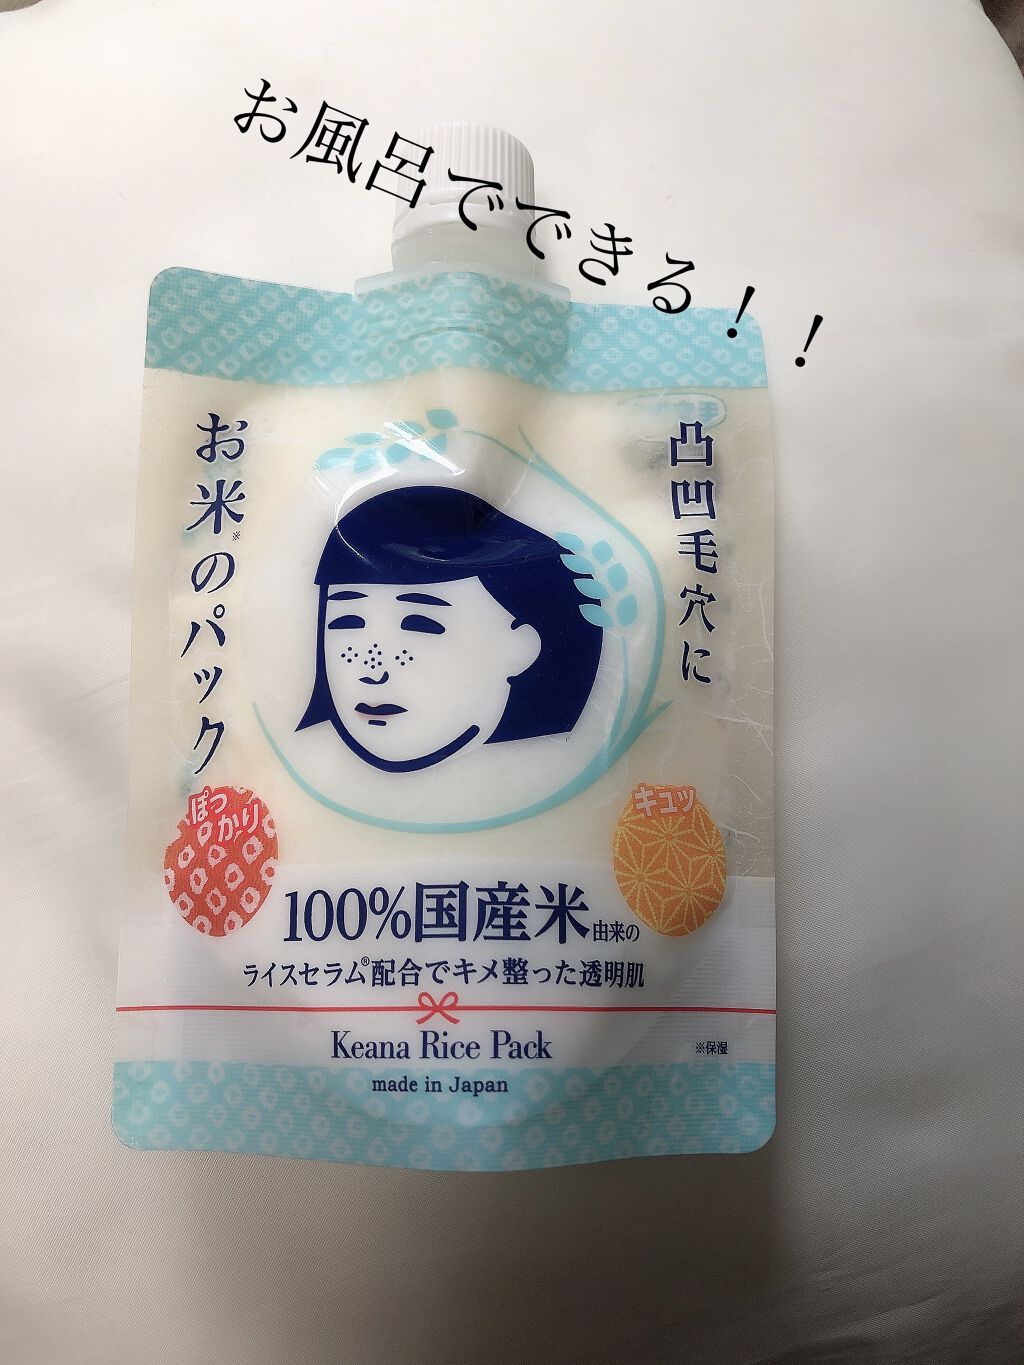 お風呂でできる！！
凸凹毛穴に
お米※のパック
ぽっかり
キュッ
100%国産米由来の
ライスセラム®配合でキメ整った透明肌
Keana Rice Pack
※保湿
made in Japan